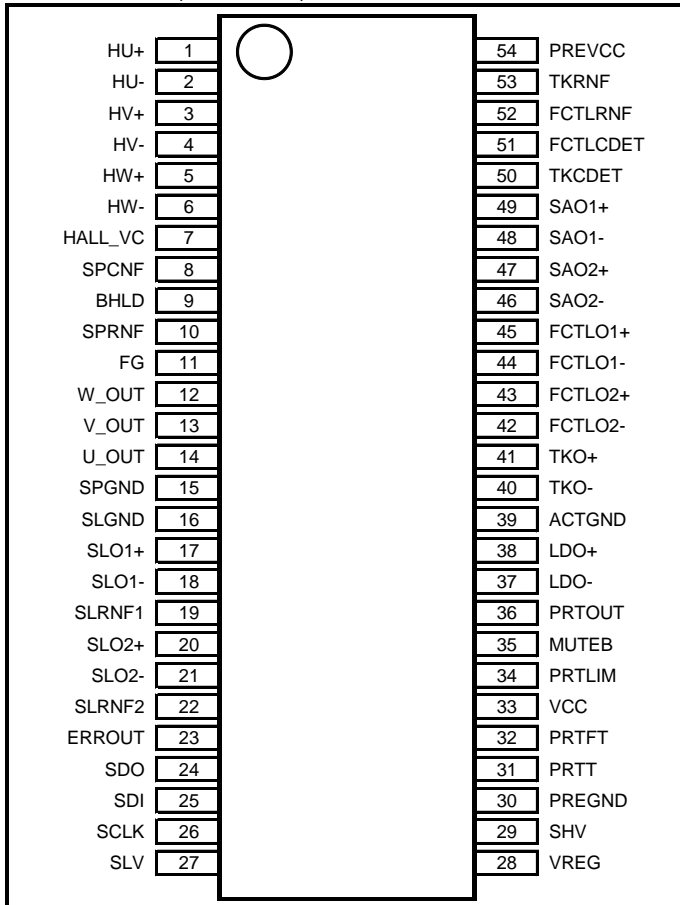 HU+ 1 54 PREVCC
HU- 2 53 TKRNF
HV+ 3 52 FCTLRNF
HV- 4 51 FCTLCDET
HW+ 5 50 TKCDET
HW- 6 49 SAO1+
HALL_VC 7 48 SAO1-
SPCNF 8 47 SAO2+
BHLD 9 46 SAO2-
SPRNF 10 45 FCTLO1+
FG 11 44 FCTLO1-
W_OUT 12 43 FCTLO2+
V_OUT 13 42 FCTLO2-
U_OUT 14 41 TKO+
SPGND 15 40 TKO-
SLGND 16 39 ACTGND
SLO1+ 17 38 LDO+
SLO1- 18 37 LDO-
SLRNF1 19 36 PRTOUT
SLO2+ 20 35 MUTEB
SLO2- 21 34 PRTLIM
SLRNF2 22 33 VCC
ERROUT 23 32 PRTFT
SDO 24 31 PRTT
SDI 25 30 PREGND
SCLK 26 29 SHV
SLV 27 28 VREG